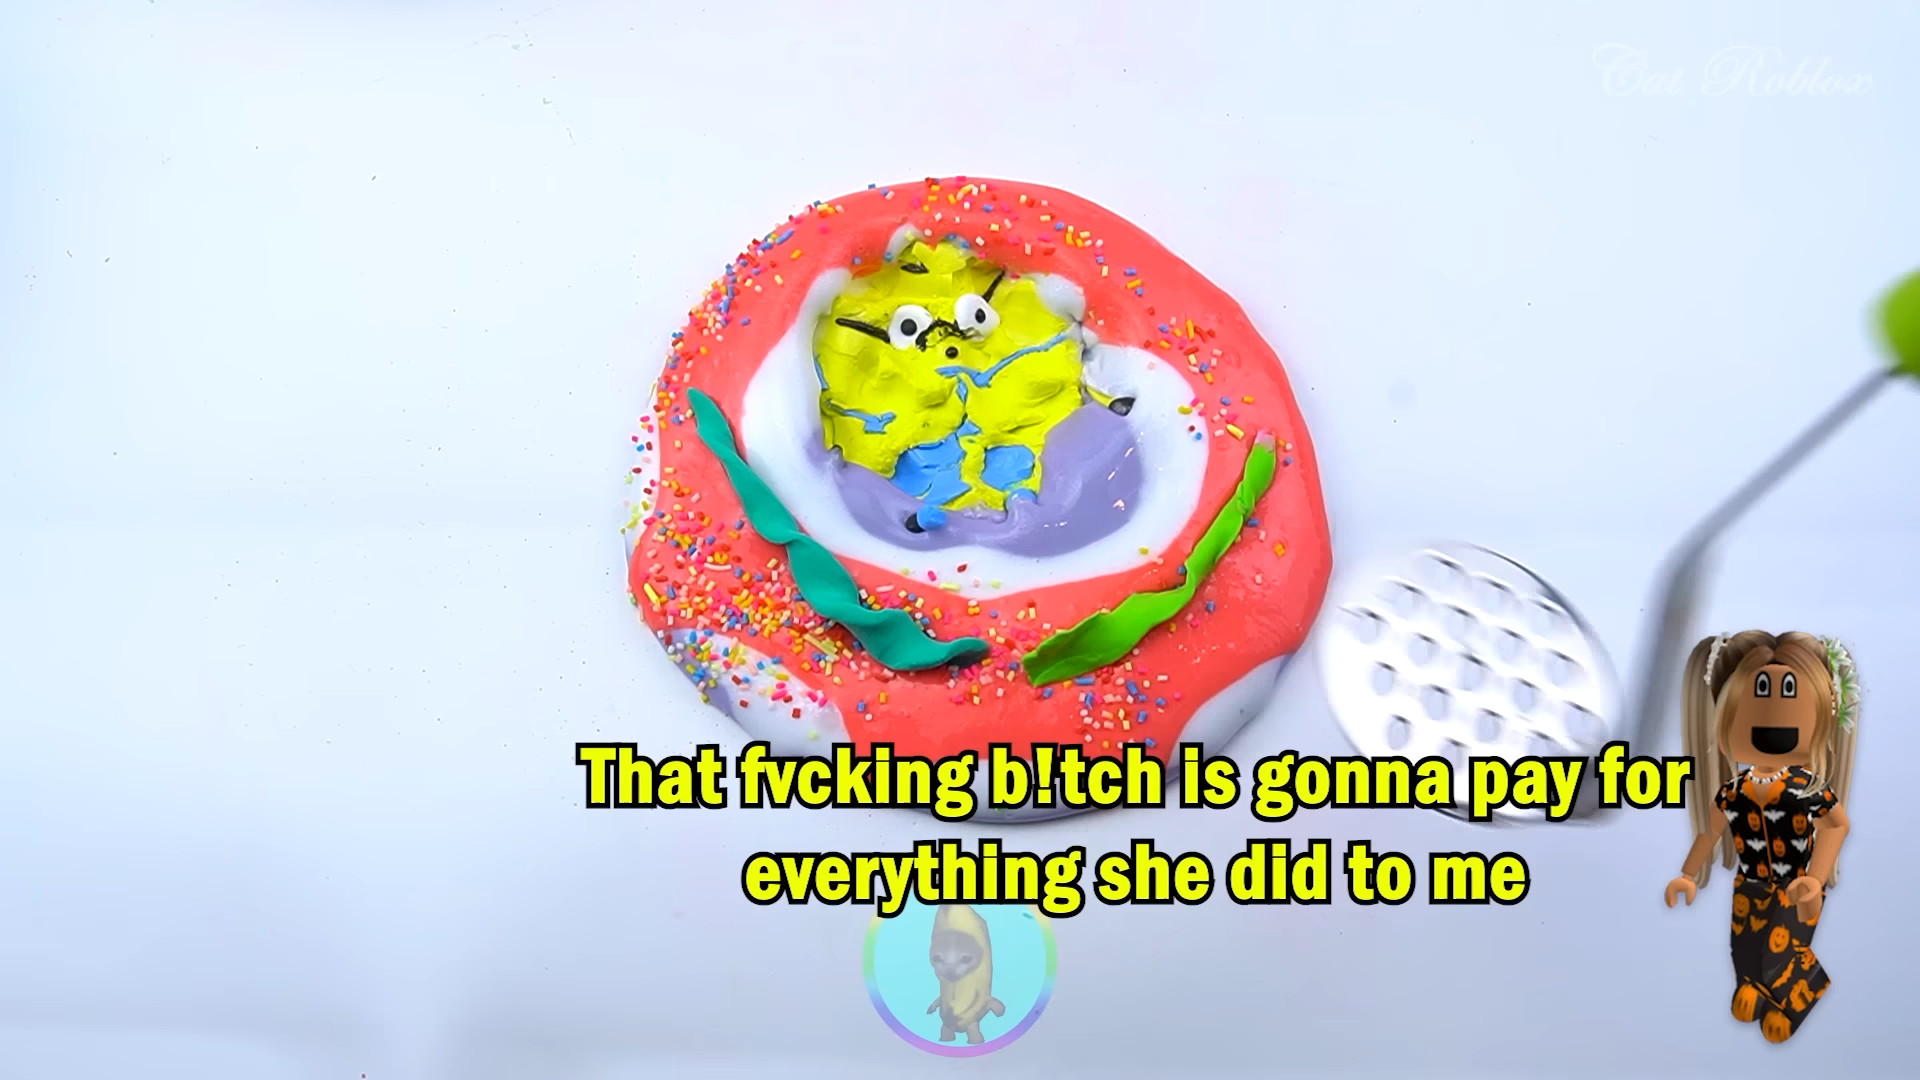 Cat Roblox
That fvcking b!tch is gonna pay for
everything she did to me